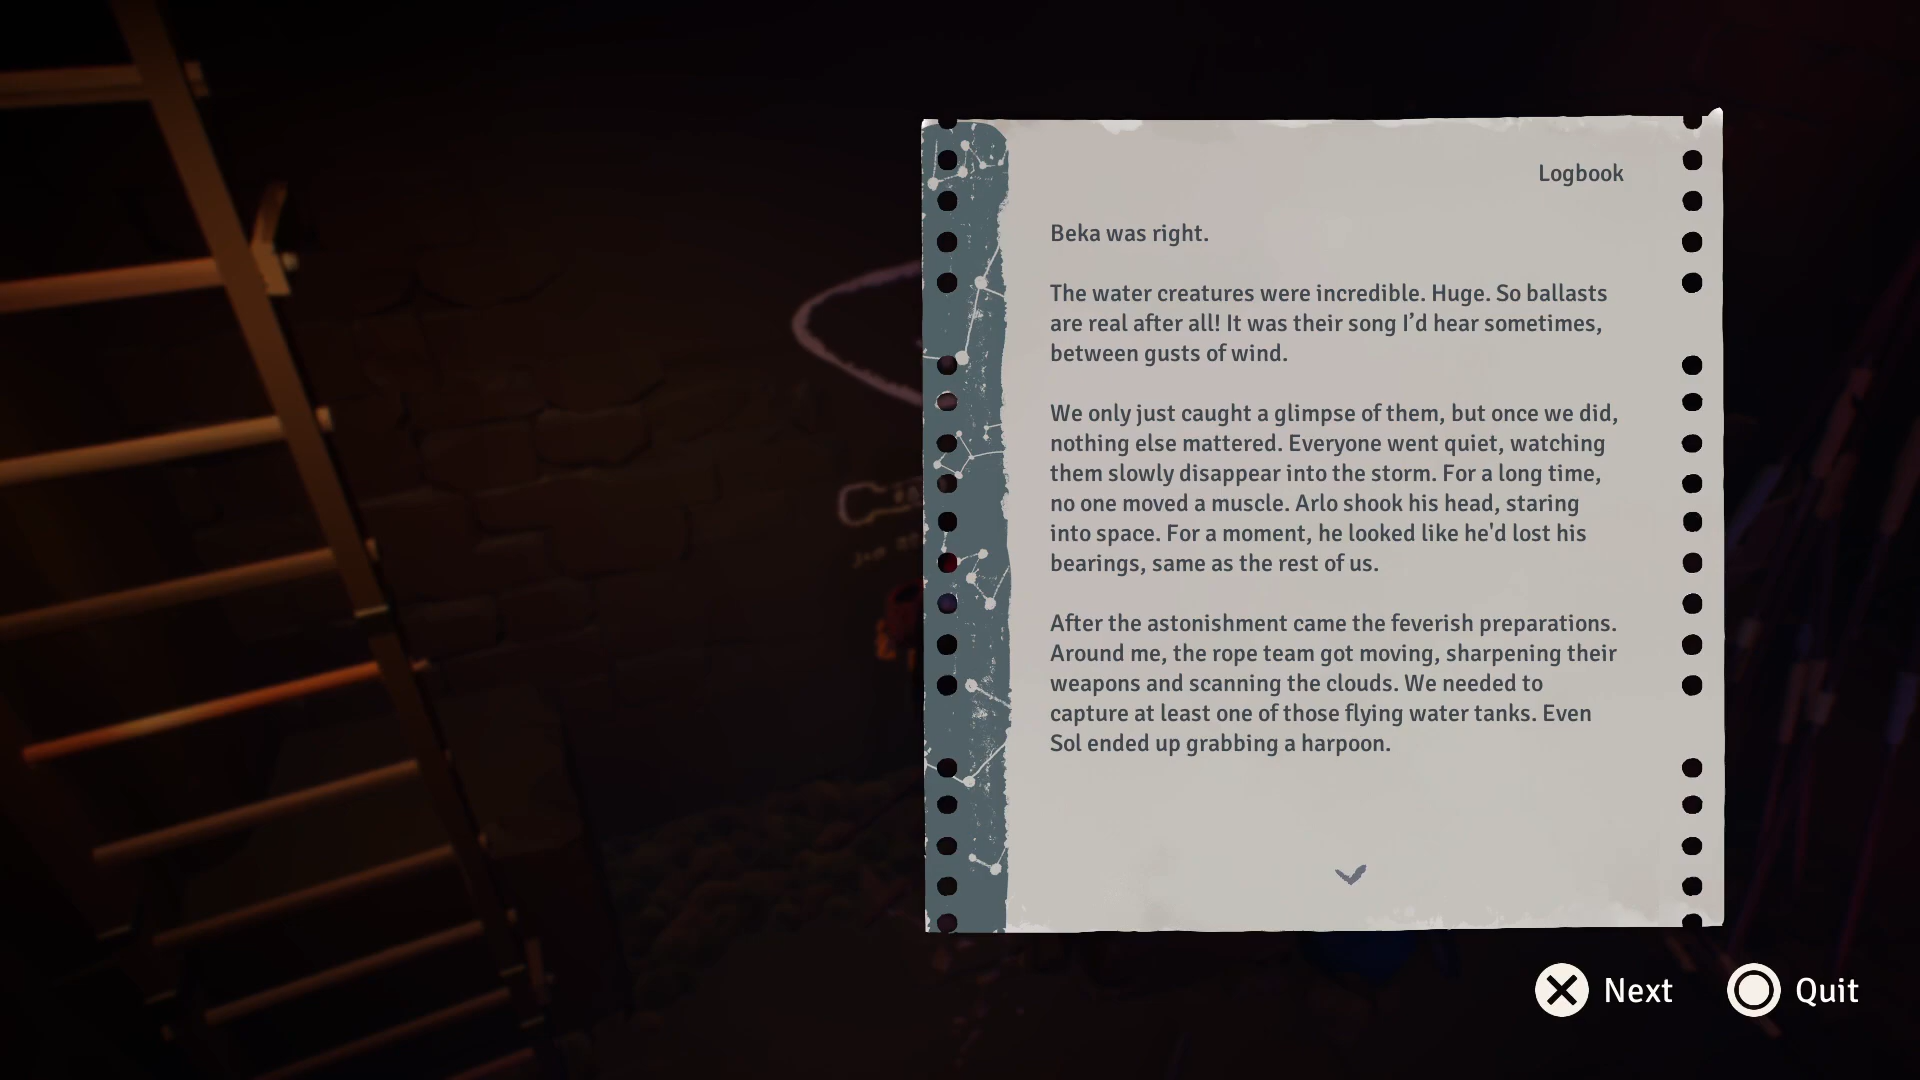 Logbook
Beka was right.
The water creatures were incredible. Huge. So ballasts
are real after all! It was their song I’d hear sometimes,
between gusts of wind.
We only just caught a glimpse of them, but once we did,
nothing else mattered. Everyone went quiet, watching
them slowly disappear into the storm. For a long time,
no one moved a muscle. Arlo shook his head, staring
into space. For a moment, he looked like he'd lost his
bearings, same as the rest of us.
After the astonishment came the feverish preparations.
Around me, the rope team got moving, sharpening their
weapons and scanning the clouds. We needed to
capture at least one of those flying water tanks. Even
Sol ended up grabbing a harpoon.
Next
Quit